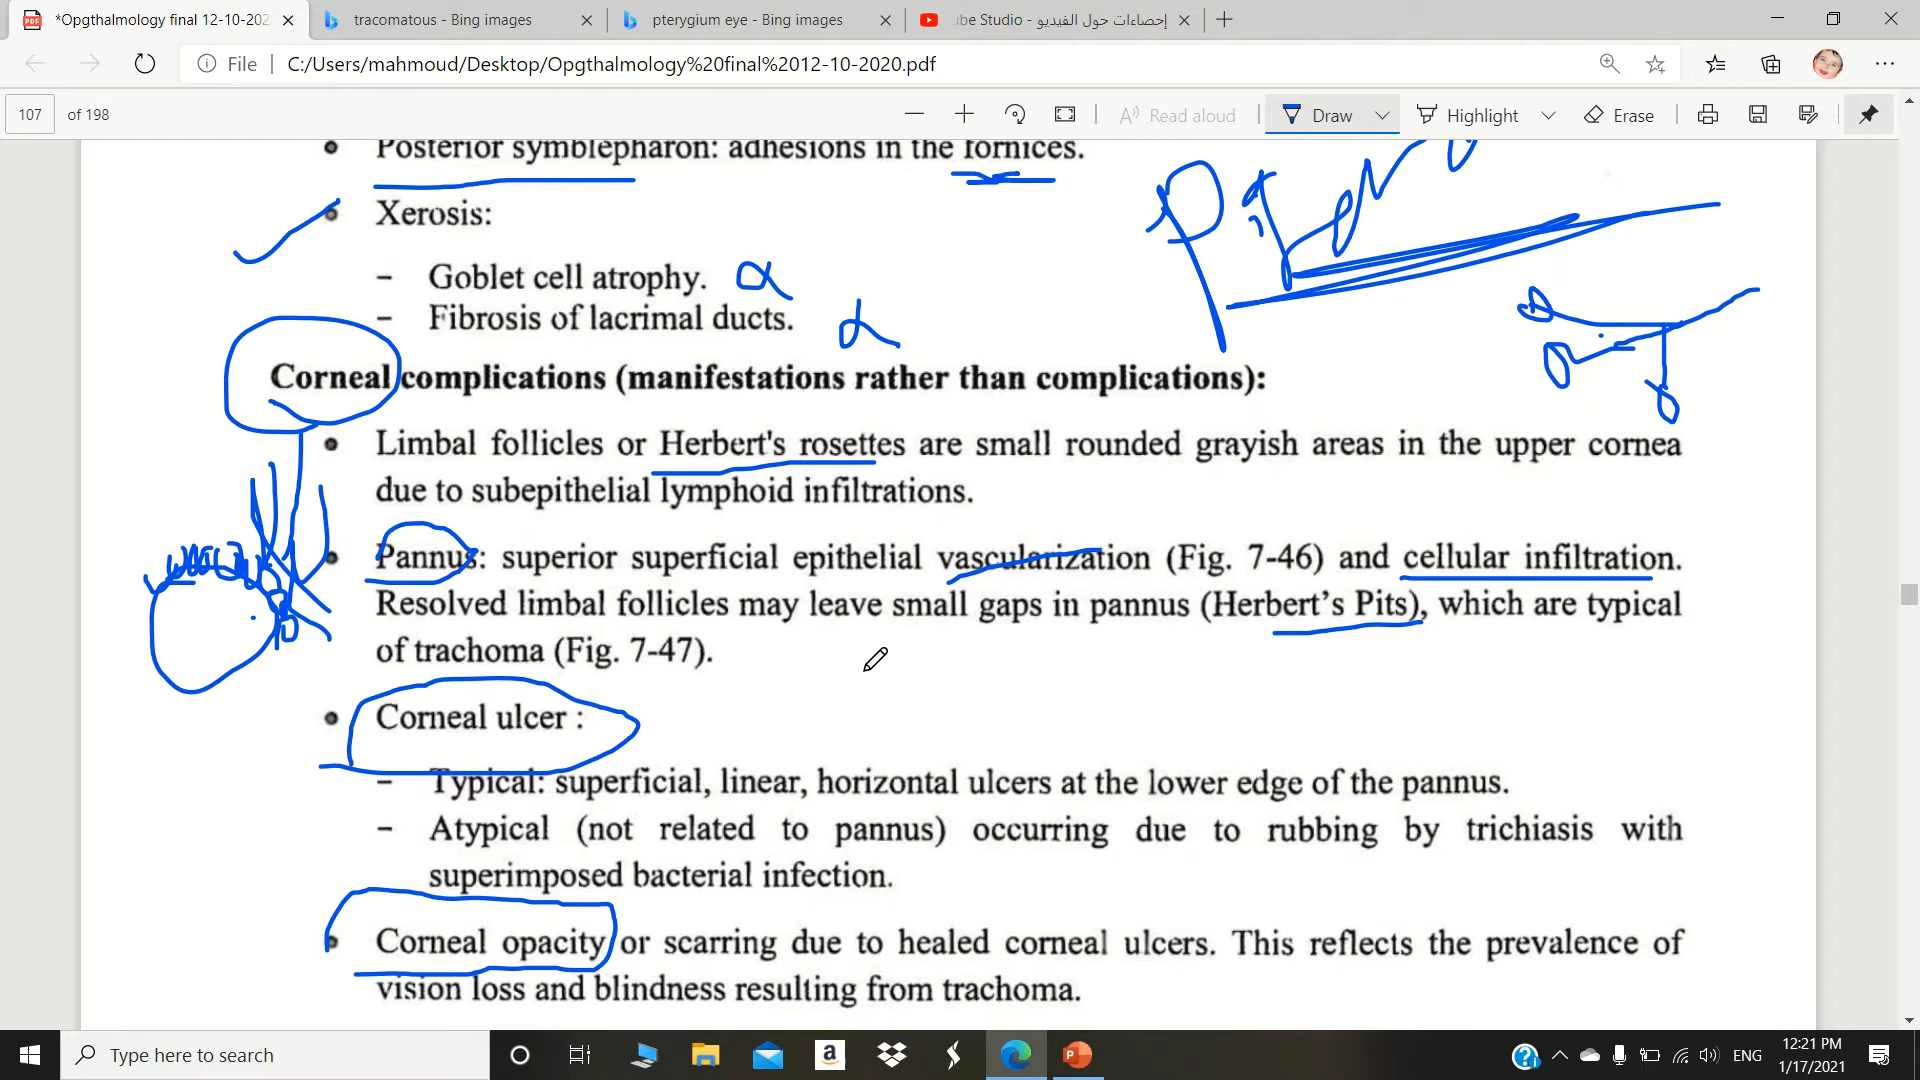 *Opgthalmology final 12-10-202
tracomatous - Bing images
pterygium eye - Bing images
إحصاءات حول الفيديو - be Studio
File
C:/Users/mahmoud/Desktop/Opgthalmology%20final%2012-10-2020.pdf
107 of 198
Read aloud
Draw
Highlight
Erase
• Posterior symblepharon: adhesions in the fornices.
• Xerosis:
- Goblet cell atrophy.
- Fibrosis of lacrimal ducts.
Corneal complications (manifestations rather than complications):
• Limbal follicles or Herbert's rosettes are small rounded grayish areas in the upper cornea
due to subepithelial lymphoid infiltrations.
• Pannus: superior superficial epithelial vascularization (Fig. 7-46) and cellular infiltration.
Resolved limbal follicles may leave small gaps in pannus (Herbert's Pits), which are typical
of trachoma (Fig. 7-47).
• Corneal ulcer :
- Typical: superficial, linear, horizontal ulcers at the lower edge of the pannus.
- Atypical (not related to pannus) occurring due to rubbing by trichiasis with
superimposed bacterial infection.
• Corneal opacity or scarring due to healed corneal ulcers. This reflects the prevalence of
vision loss and blindness resulting from trachoma.
Type here to search
ENG
12:21 PM
1/17/2021